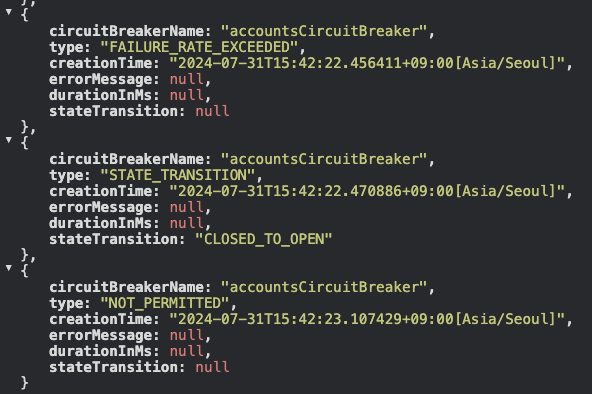 },
{
circuitBreakerName: "accountsCircuitBreaker",
type: "FAILURE_RATE_EXCEEDED",
creationTime: "2024-07-31T15:42:22.456411+09:00[Asia/Seoul]",
errorMessage: null,
durationInMs: null,
stateTransition: null
},
{
circuitBreakerName: "accountsCircuitBreaker",
type: "STATE_TRANSITION",
creationTime: "2024-07-31T15:42:22.470886+09:00[Asia/Seoul]",
errorMessage: null,
durationInMs: null,
stateTransition: "CLOSED_TO_OPEN"
},
{
circuitBreakerName: "accountsCircuitBreaker",
type: "NOT_PERMITTED",
creationTime: "2024-07-31T15:42:23.107429+09:00[Asia/Seoul]",
errorMessage: null,
durationInMs: null,
stateTransition: null
}